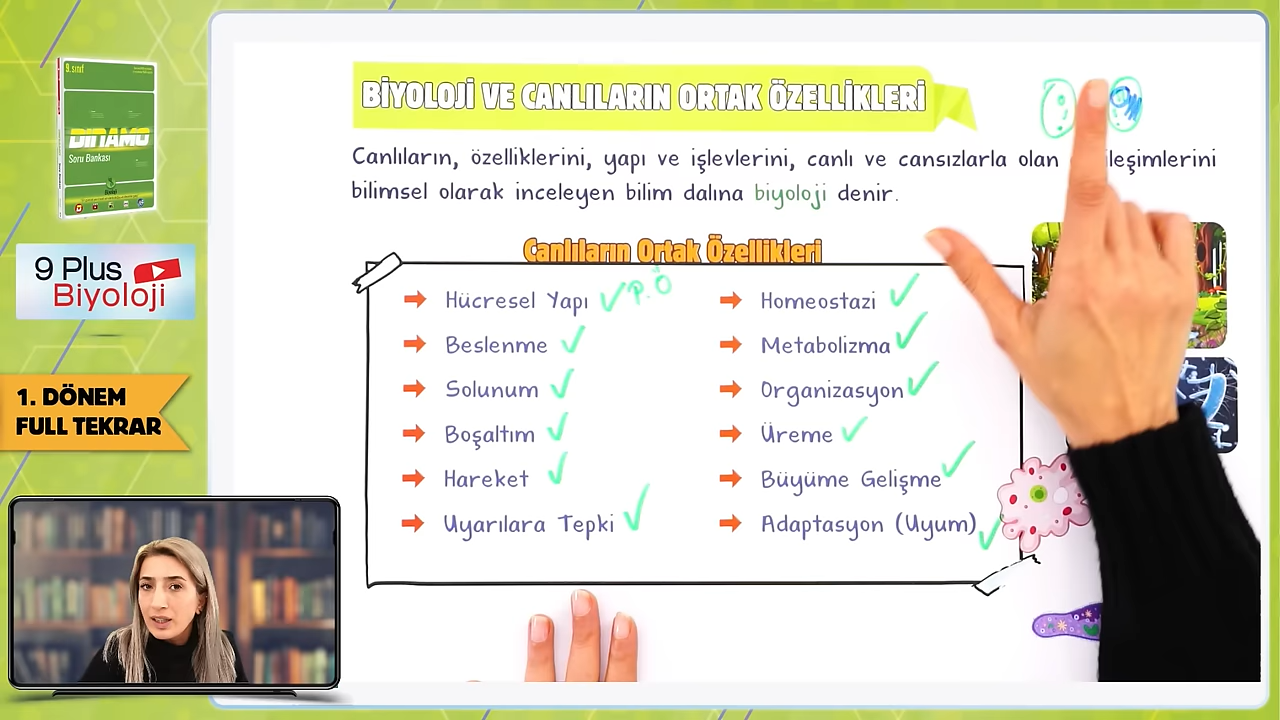 9. sınıf
DINAMO
Soru Bankası
9 Plus
Biyoloji
1. DÖNEM
FULL TEKRAR
BİYOLOJİ VE CANLILARIN ORTAK ÖZELLİKLERİ
Canlıların, özelliklerini, yapı ve işlevlerini, canlı ve cansızlarla olan ileşimlerini
bilimsel olarak inceleyen bilim dalına biyoloji denir.
Canlıların Ortak Özellikleri
Hücresel Yapı P.Ö
Beslenme
Solunum
Boşaltım
Hareket
Uyarılara Tepki
Homeostazi
Metabolizma
Organizasyon
Üreme
Büyüme Gelişme
Adaptasyon (Uyum)